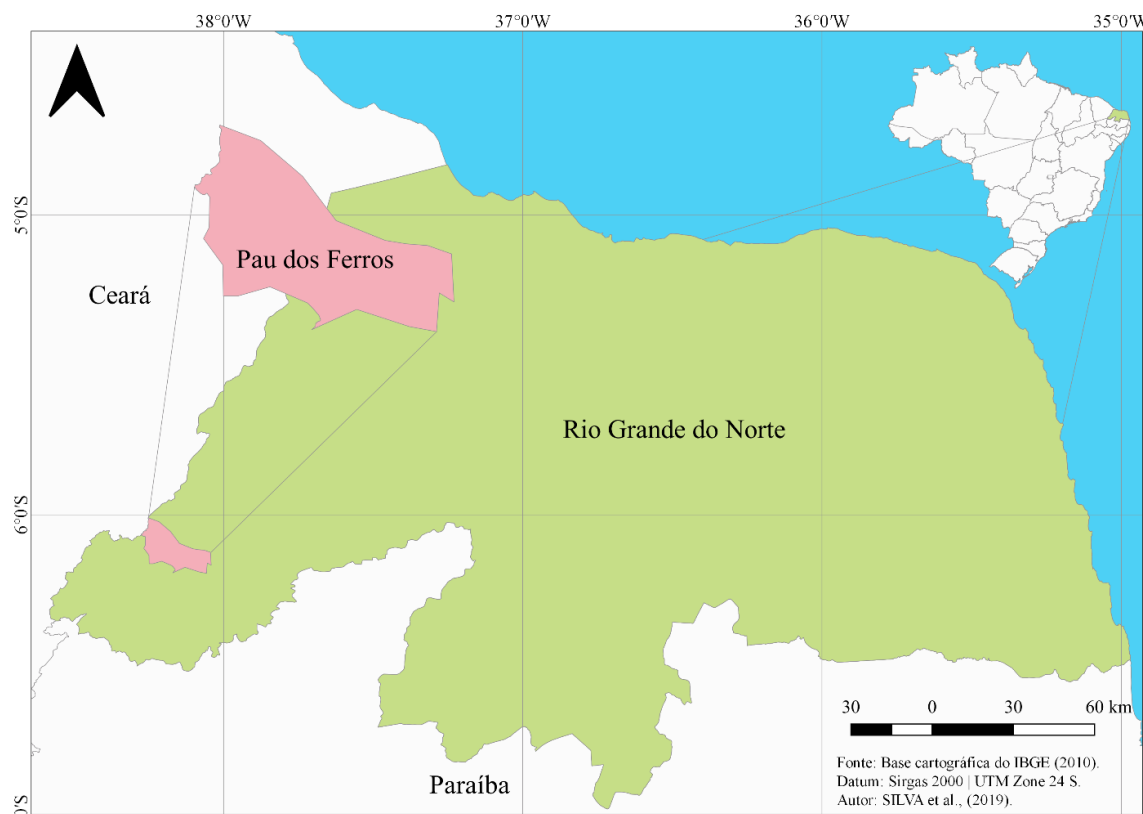 38°0'W
37°0'W
36°0'W
35°0'W
5°0'S
Pau dos Ferros
Ceará
Rio Grande do Norte
6°0'S
30 0 30 60 km
Fonte: Base cartográfica do IBGE (2010).
Datum: Sirgas 2000 | UTM Zone 24 S.
Autor: SILVA et al., (2019).
Paraíba